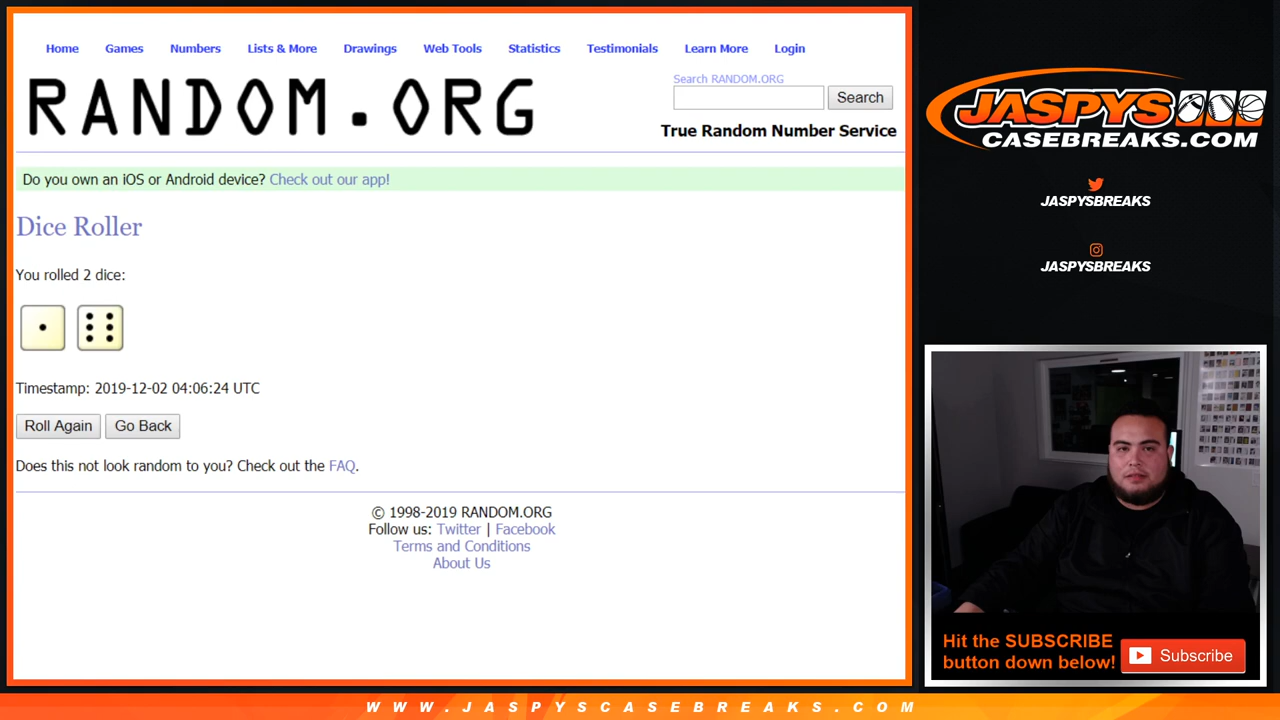 Home Games Numbers Lists & More Drawings Web Tools Statistics Testimonials Learn More Login
RANDOM.ORG
Search RANDOM.ORG
Search
True Random Number Service
Do you own an iOS or Android device? Check out our app!
Dice Roller
You rolled 2 dice:
Timestamp: 2019-12-02 04:06:24 UTC
Roll Again Go Back
Does this not look random to you? Check out the FAQ.
© 1998-2019 RANDOM.ORG
Follow us: Twitter | Facebook
Terms and Conditions
About Us
JASPYS
CASEBREAKS.COM
JASPYSBREAKS
JASPYSBREAKS
Hit the SUBSCRIBE
button down below!
Subscribe
WWW.JASPYSCASEBREAKS.COM